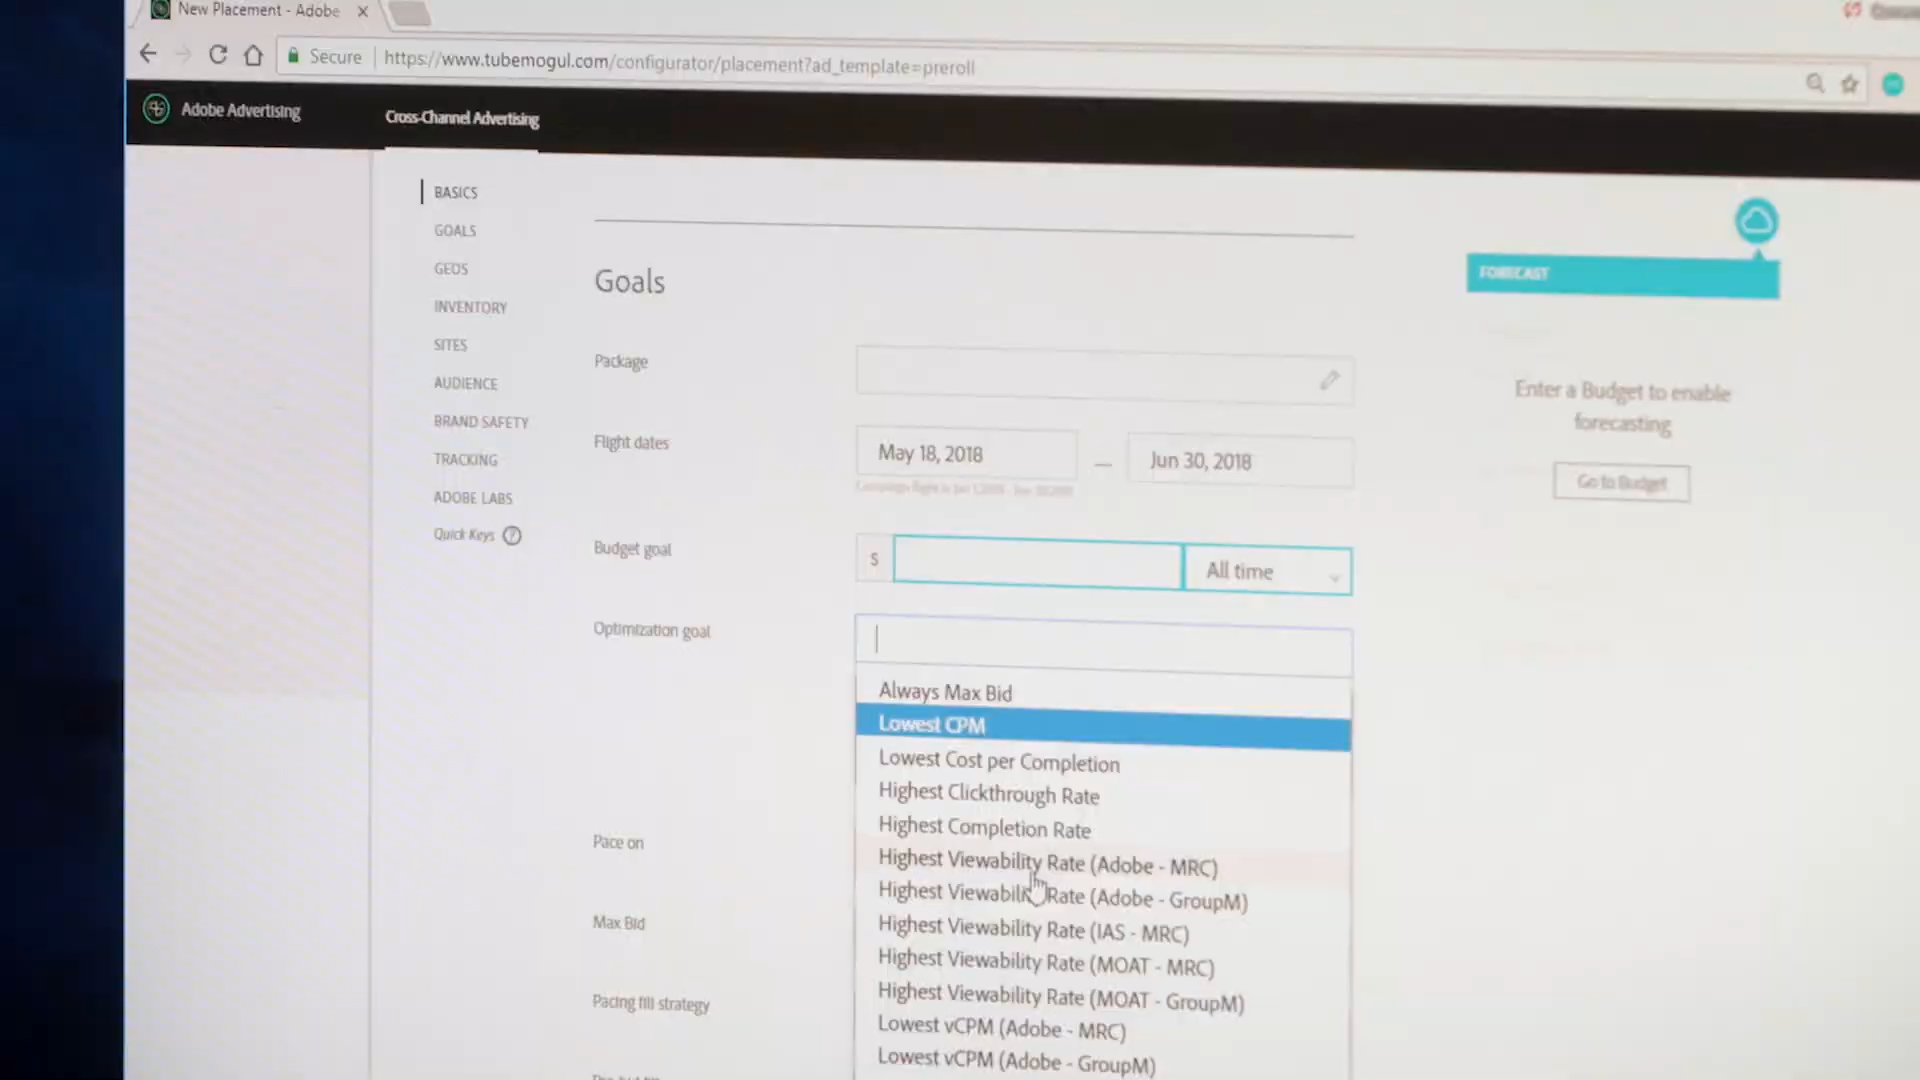 New Placement - Adobe
Secure
https://www.tubemogul.com/configurator/placement?ad_template=preroll
Adobe Advertising
Cross-Channel Advertising
BASICS
GOALS
GEOS
INVENTORY
SITES
AUDIENCE
BRAND SAFETY
TRACKING
ADOBE LABS
Quick Keys ?
Goals
Package
Flight dates
May 18, 2018
Jun 30, 2018
Budget goal
$
All time
Optimization goal
Always Max Bid
Lowest CPM
Lowest Cost per Completion
Highest Clickthrough Rate
Highest Completion Rate
Highest Viewability Rate (Adobe - MRC)
Highest Viewability Rate (Adobe - GroupM)
Highest Viewability Rate (IAS - MRC)
Highest Viewability Rate (MOAT - MRC)
Highest Viewability Rate (MOAT - GroupM)
Lowest vCPM (Adobe - MRC)
Lowest vCPM (Adobe - GroupM)
Pace on
Max Bid
Pacing fill strategy
FORECAST
Enter a Budget to enable
forecasting
Go to Budget